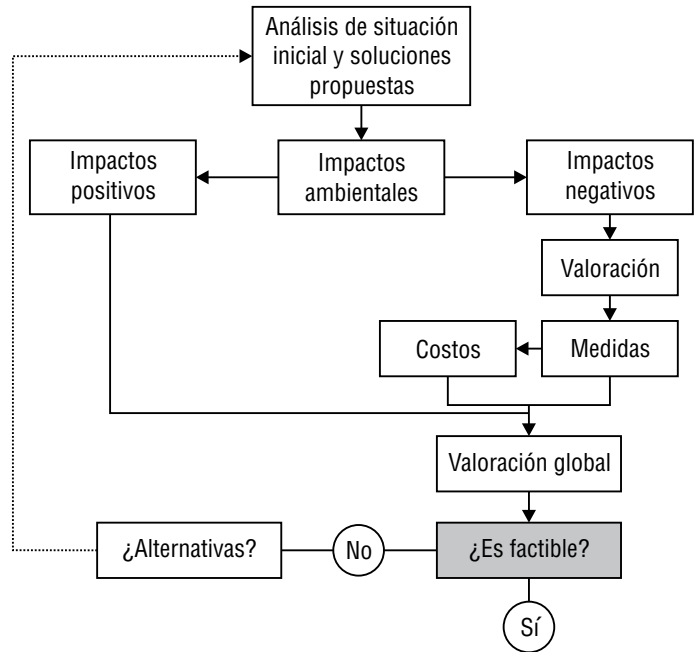 Análisis de situación
inicial y soluciones
propuestas
Impactos
positivos
Impactos
ambientales
Impactos
negativos
Valoración
Costos
Medidas
Valoración global
¿Alternativas?
No
¿Es factible?
Sí